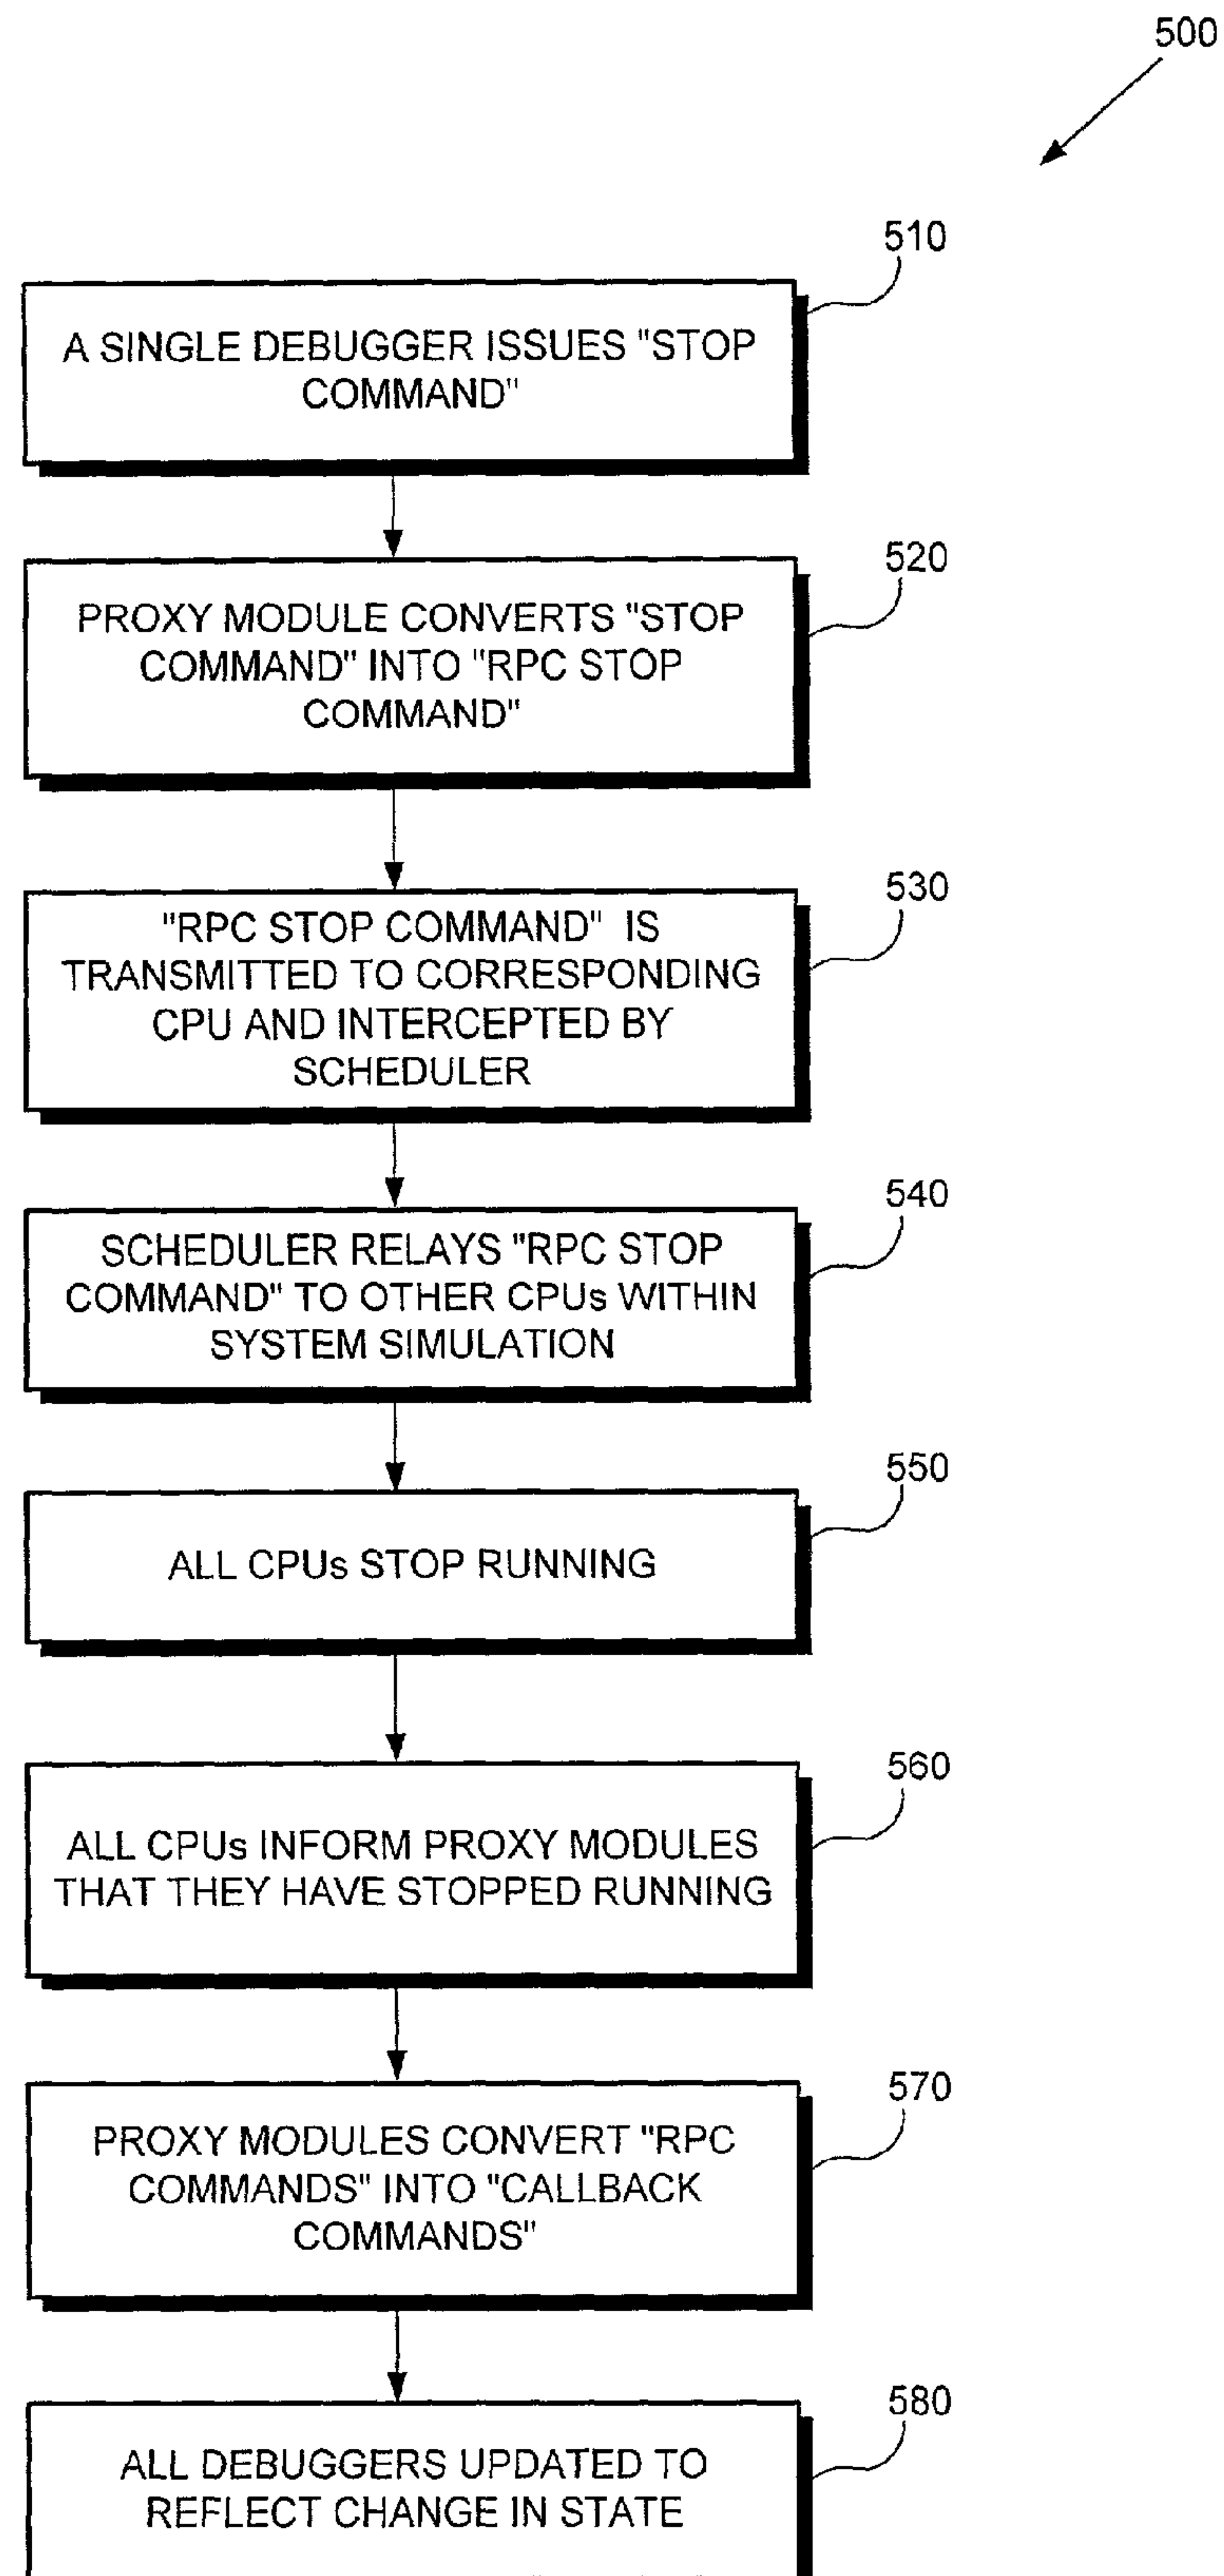 500
510
A SINGLE DEBUGGER ISSUES "STOP
COMMAND"
520
PROXY MODULE CONVERTS "STOP
COMMAND" INTO "RPC STOP
COMMAND"
530
"RPC STOP COMMAND" IS
TRANSMITTED TO CORRESPONDING
CPU AND INTERCEPTED BY
SCHEDULER
540
SCHEDULER RELAYS "RPC STOP
COMMAND" TO OTHER CPUs WITHIN
SYSTEM SIMULATION
550
ALL CPUs STOP RUNNING
560
ALL CPUs INFORM PROXY MODULES
THAT THEY HAVE STOPPED RUNNING
570
PROXY MODULES CONVERT "RPC
COMMANDS" INTO "CALLBACK
COMMANDS"
580
ALL DEBUGGERS UPDATED TO
REFLECT CHANGE IN STATE